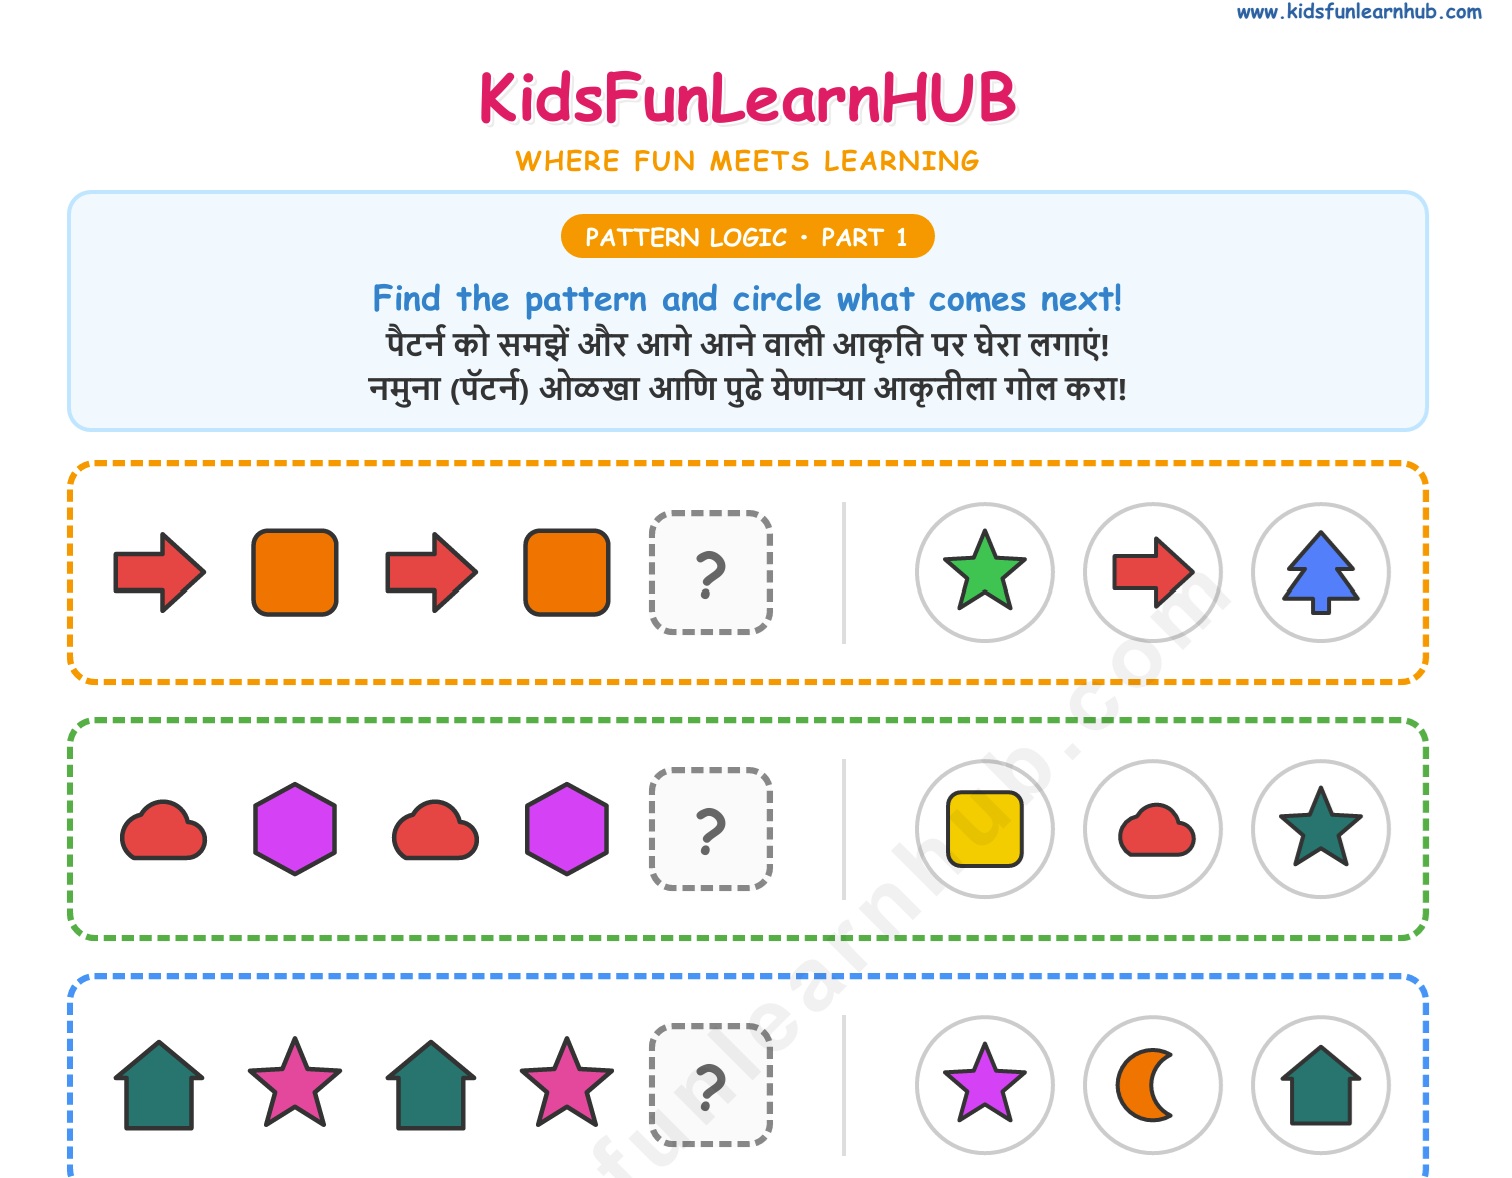 www.kidsfunlearnhub.com
KidsFunLearnHUB
WHERE FUN MEETS LEARNING
PATTERN LOGIC • PART 1
Find the pattern and circle what comes next!
पैटर्न को समझें और आगे आने वाली आकृति पर घेरा लगाएं!
नमुना (पॅटर्न) ओळखा आणि पुढे येणाऱ्या आकृतीला गोल करा!
?
?
?
funlearnhub.com